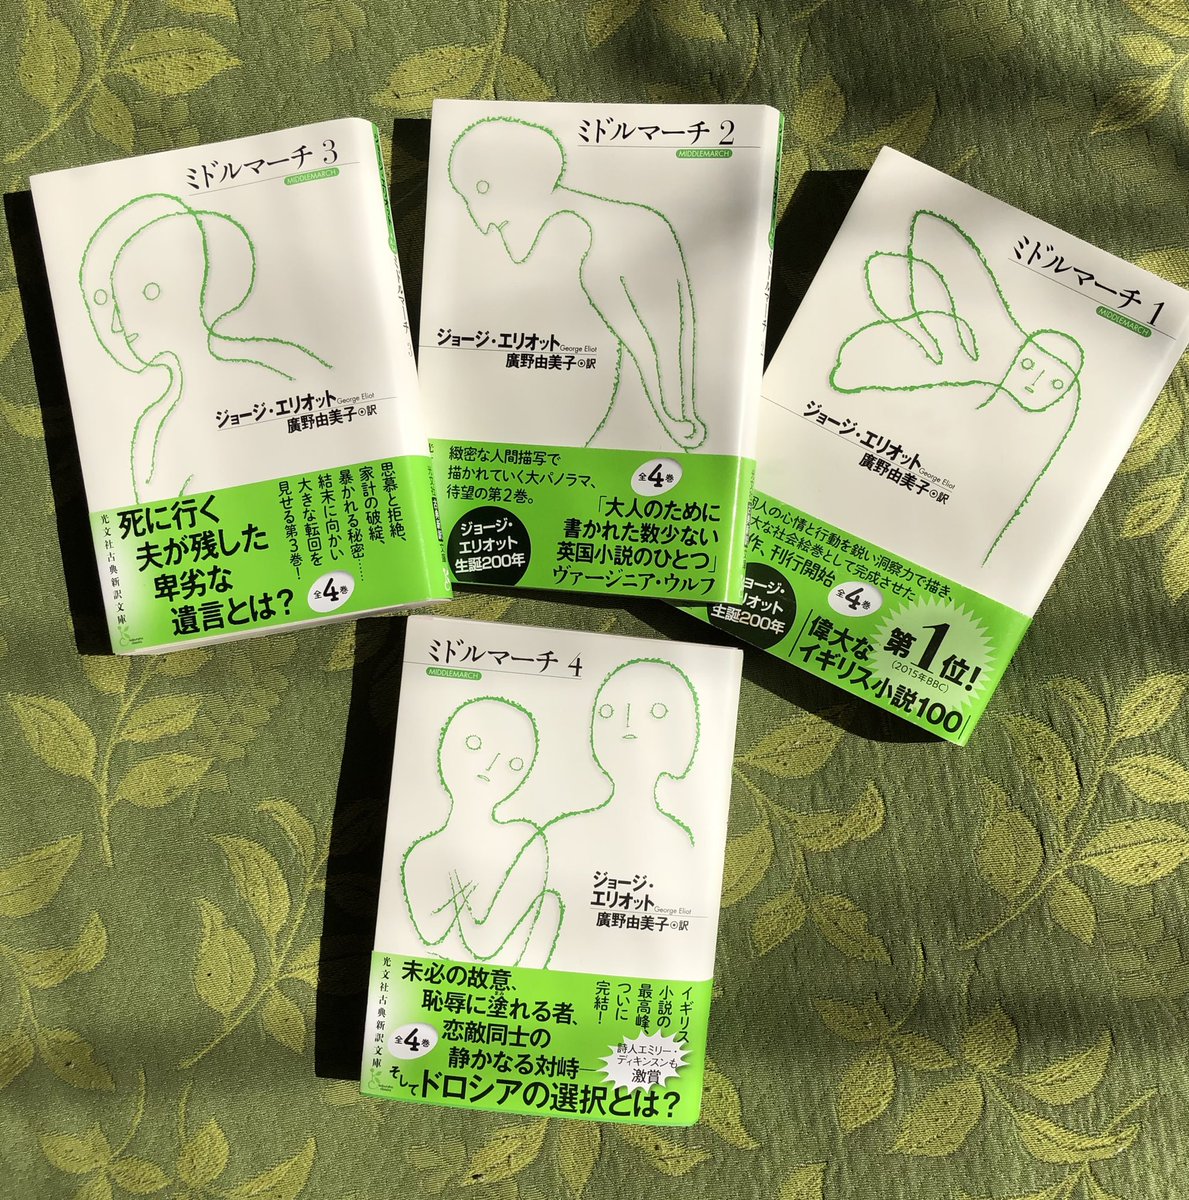 ミドルマーチ 3
MIDDLEMARCH
ジョージ・エリオット
George Eliot
廣野由美子◉訳
思慕と拒絶、
家計の破綻、
暴かれる秘密……
結末に向かい
大きな転回を
見せる第3巻！
死に行く
夫が残した
卑劣な
遺言とは？
全4巻
光文社古典新訳文庫
ミドルマーチ 2
MIDDLEMARCH
ジョージ・エリオット
George Eliot
廣野由美子◉訳
緻密な人間描写で
描かれていく大パノラマ、
待望の第2巻。
全4巻
ジョージ・
エリオット
生誕200年
「大人のために
書かれた数少ない
英国小説のひとつ」
ヴァージニア・ウルフ
ミドルマーチ 1
MIDDLEMARCH
ジョージ・エリオット
George Eliot
廣野由美子◉訳
人の心情と行動を鋭い洞察力で描き、
大な社会絵巻として完成させた
作、刊行開始
全4巻
ジョージ・
エリオット
生誕200年
「偉大な
イギリス小説100」
第1位！
（2015年BBC）
ミドルマーチ 4
MIDDLEMARCH
ジョージ・
エリオット
George Eliot
廣野由美子◉訳
イギリス
小説の
最高峰、
ついに
完結！
未必の故意、
恥辱に塗れる者、
恋敵同士の
静かなる対峙―
そしてドロシアの選択とは？
全4巻
詩人エミリー・
ディキンスンも
激賞
光文社古典新訳文庫